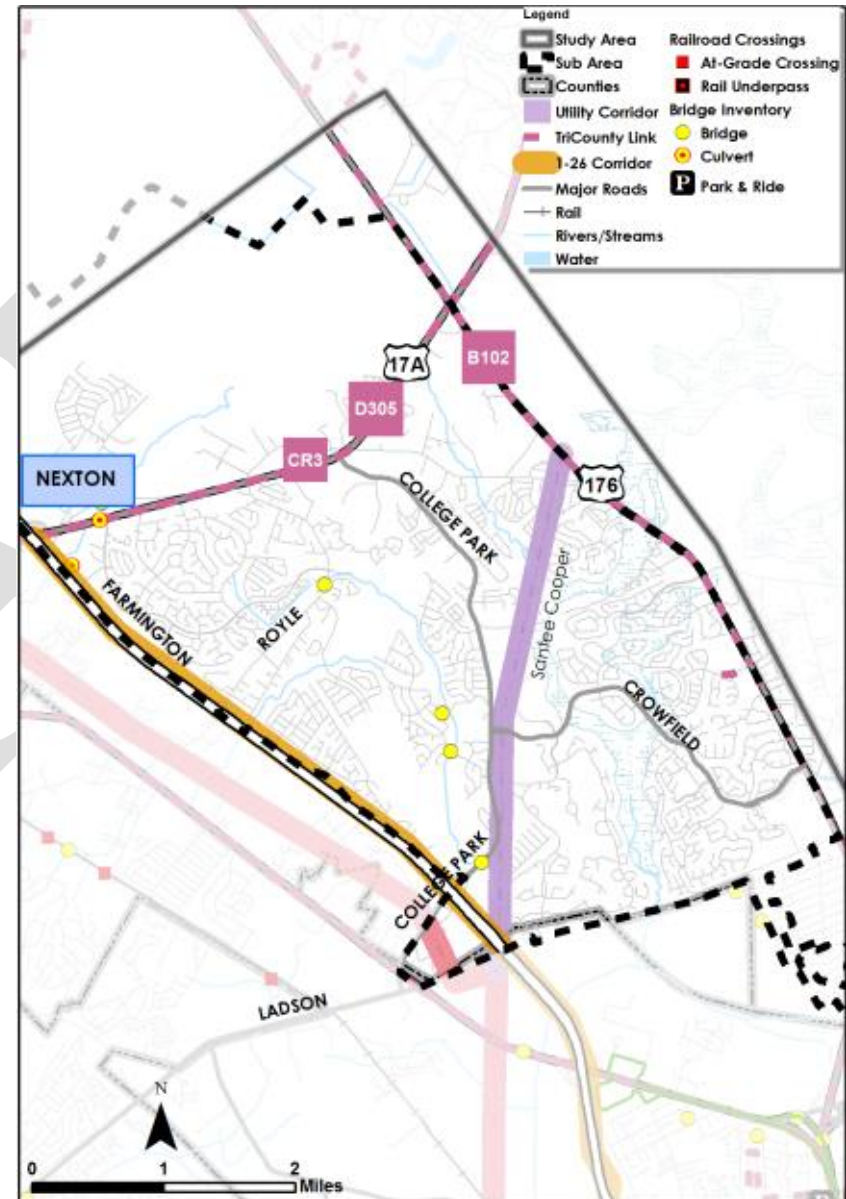 Legend
Study Area
Sub Area
Counties
Utility Corridor
TriCounty Link
1-26 Corridor
Major Roads
Rail
Rivers/Streams
Water
Railroad Crossings
At-Grade Crossing
Rail Underpass
Bridge Inventory
Bridge
Culvert
P Park & Ride
17A
B102
D305
CR3
NEXTON
COLLEGE PARK
176
FARMINGTON
ROYLE
Santee Cooper
CROWFIELD
COLLEGE PARK
LADSON
N
0 1 2
Miles